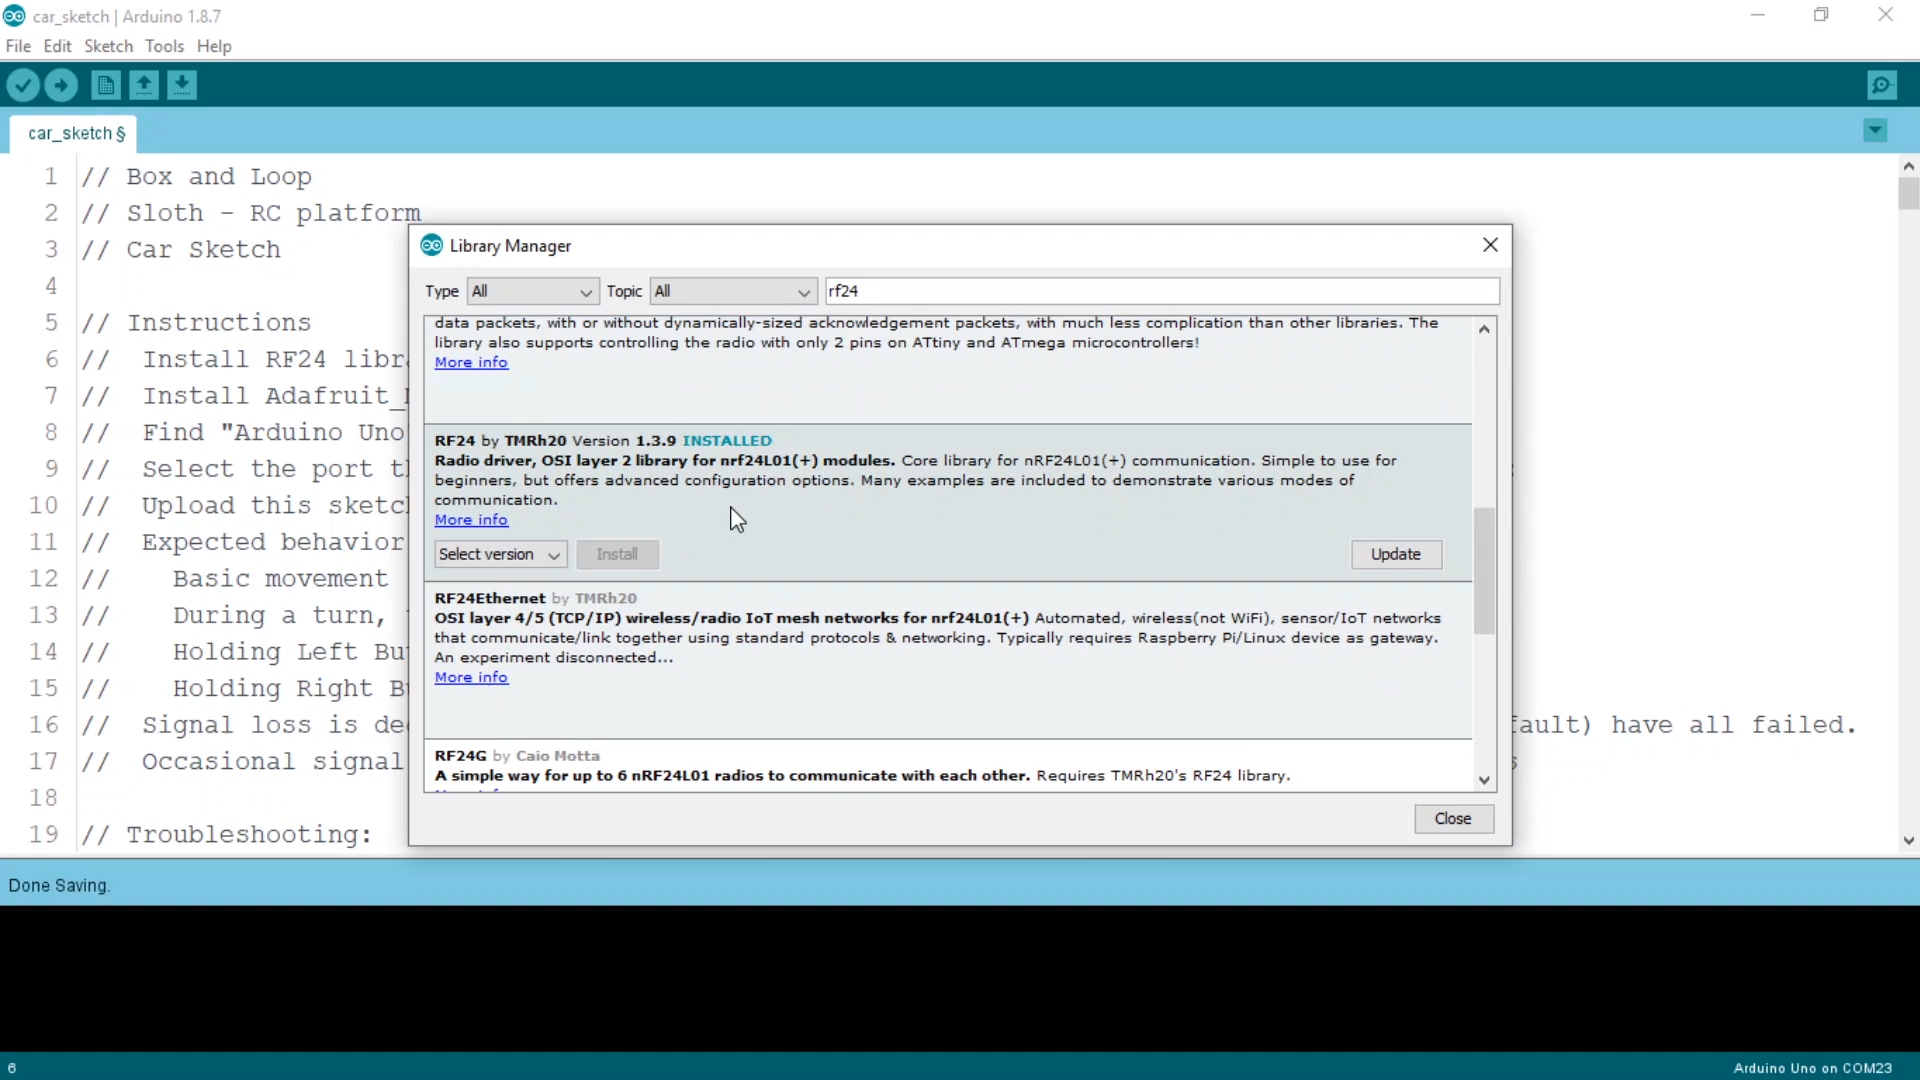 car_sketch | Arduino 1.8.7
File Edit Sketch Tools Help
car_sketch §
1 // Box and Loop
2 // Sloth - RC platform
3 // Car Sketch
4
5 // Instructions
6 // Install RF24
7 // Install Adafruit_
8 // Find "Arduino Uno
9 // Select the port
10 // Upload this
11 // Expected behavior
12 // Basic movement
13 // During a turn,
14 // Holding Left
15 // Holding Right
16 // Signal loss is
) have all failed.
17 // Occasional signal
18
19 // Troubleshooting:
Library Manager
Type All Topic All rf24
data packets, with or without dynamically-sized acknowledgement packets, with much less complication than other libraries. The
library also supports controlling the radio with only 2 pins on ATtiny and ATmega microcontrollers!
More info
RF24 by TMRh20 Version 1.3.9 INSTALLED
Radio driver, OSI layer 2 library for nrf24L01(+) modules. Core library for nRF24L01(+) communication. Simple to use for
beginners, but offers advanced configuration options. Many examples are included to demonstrate various modes of
communication.
More info
Select version Install Update
RF24Ethernet by TMRh20
OSI layer 4/5 (TCP/IP) wireless/radio IoT mesh networks for nrf24L01(+) Automated, wireless(not WiFi), sensor/IoT networks
that communicate/link together using standard protocols & networking. Typically requires Raspberry Pi/Linux device as gateway.
An experiment disconnected...
More info
RF24G by Caio Motta
A simple way for up to 6 nRF24L01 radios to communicate with each other. Requires TMRh20's RF24 library.
Close
Done Saving.
6 Arduino Uno on COM23